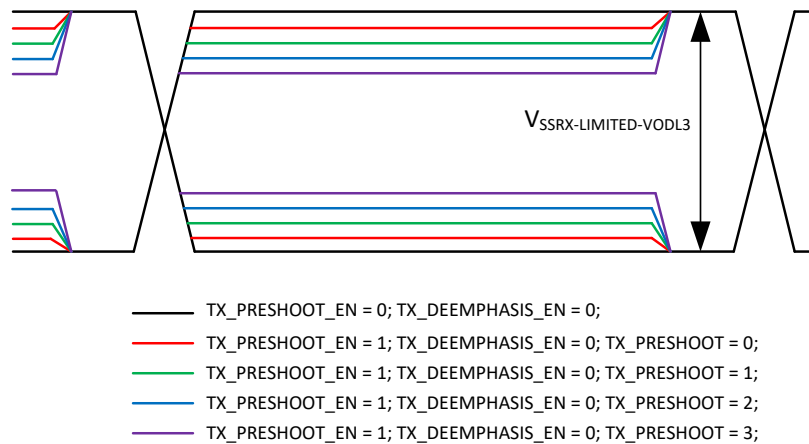 VSSRX-LIMITED-VODL3
TX_PRESHOOT_EN = 0; TX_DEEMPHASIS_EN = 0;
TX_PRESHOOT_EN = 1; TX_DEEMPHASIS_EN = 0; TX_PRESHOOT = 0;
TX_PRESHOOT_EN = 1; TX_DEEMPHASIS_EN = 0; TX_PRESHOOT = 1;
TX_PRESHOOT_EN = 1; TX_DEEMPHASIS_EN = 0; TX_PRESHOOT = 2;
TX_PRESHOOT_EN = 1; TX_DEEMPHASIS_EN = 0; TX_PRESHOOT = 3;